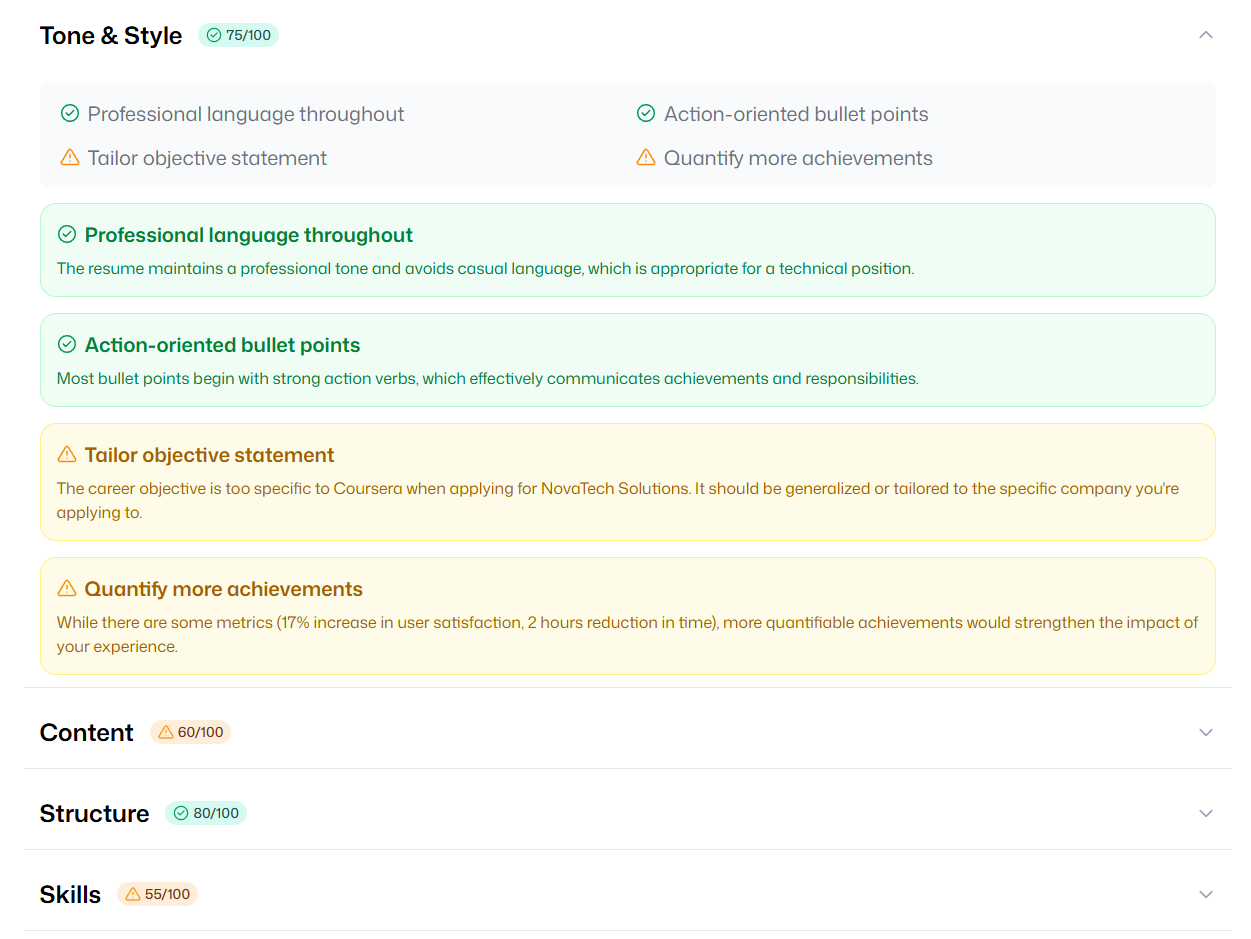 Tone & Style 75/100
Professional language throughout
Action-oriented bullet points
Tailor objective statement
Quantify more achievements
Professional language throughout
The resume maintains a professional tone and avoids casual language, which is appropriate for a technical position.
Action-oriented bullet points
Most bullet points begin with strong action verbs, which effectively communicates achievements and responsibilities.
Tailor objective statement
The career objective is too specific to Coursera when applying for NovaTech Solutions. It should be generalized or tailored to the specific company you're
applying to.
Quantify more achievements
While there are some metrics (17% increase in user satisfaction, 2 hours reduction in time), more quantifiable achievements would strengthen the impact of
your experience.
Content 60/100
Structure 80/100
Skills 55/100